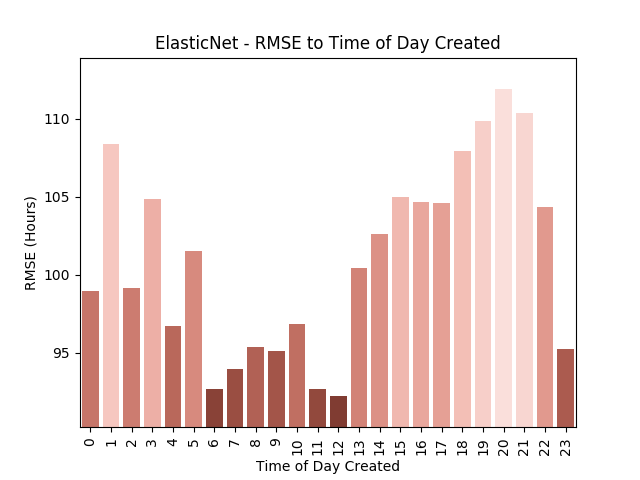 ElasticNet - RMSE to Time of Day Created
RMSE (Hours)
110
105
100
95
0 1 2 3 4 5 6 7 8 9 10 11 12 13 14 15 16 17 18 19 20 21 22 23
Time of Day Created